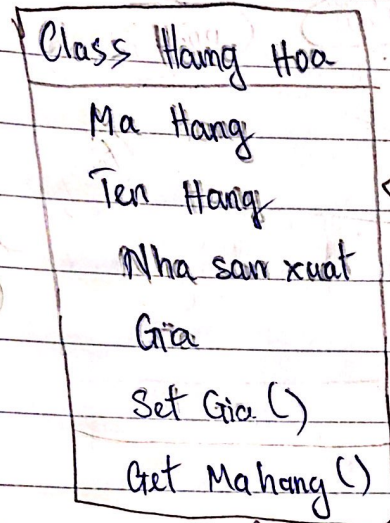 Class Hang Hoa
Ma Hang
Ten Hang
Nha san xuat
Gia
Set Gia ()
Get Mahang ()